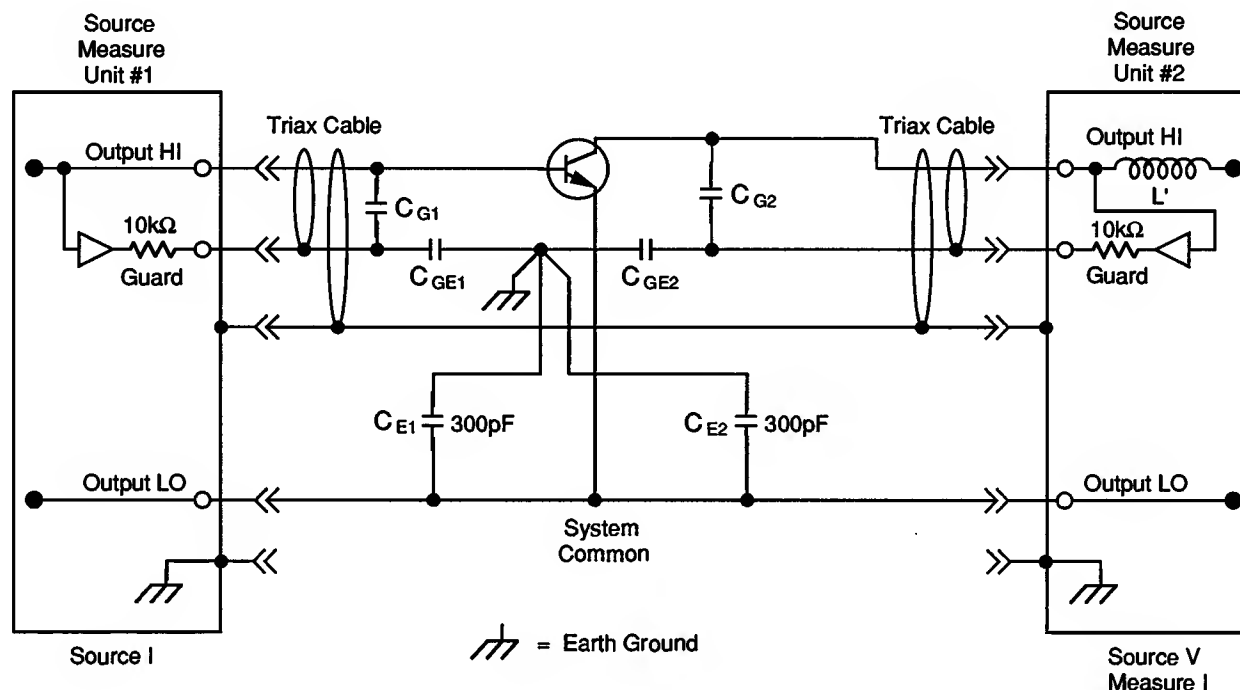 Source
Measure
Unit #1
Source
Measure
Unit #2
Triax Cable
Triax Cable
Output HI
Output HI
L'
C G1
C G2
10kΩ
10kΩ
Guard
Guard
C GE1
C GE2
C E1 300pF
C E2 300pF
Output LO
Output LO
System
Common
= Earth Ground
Source I
Source V
Measure I